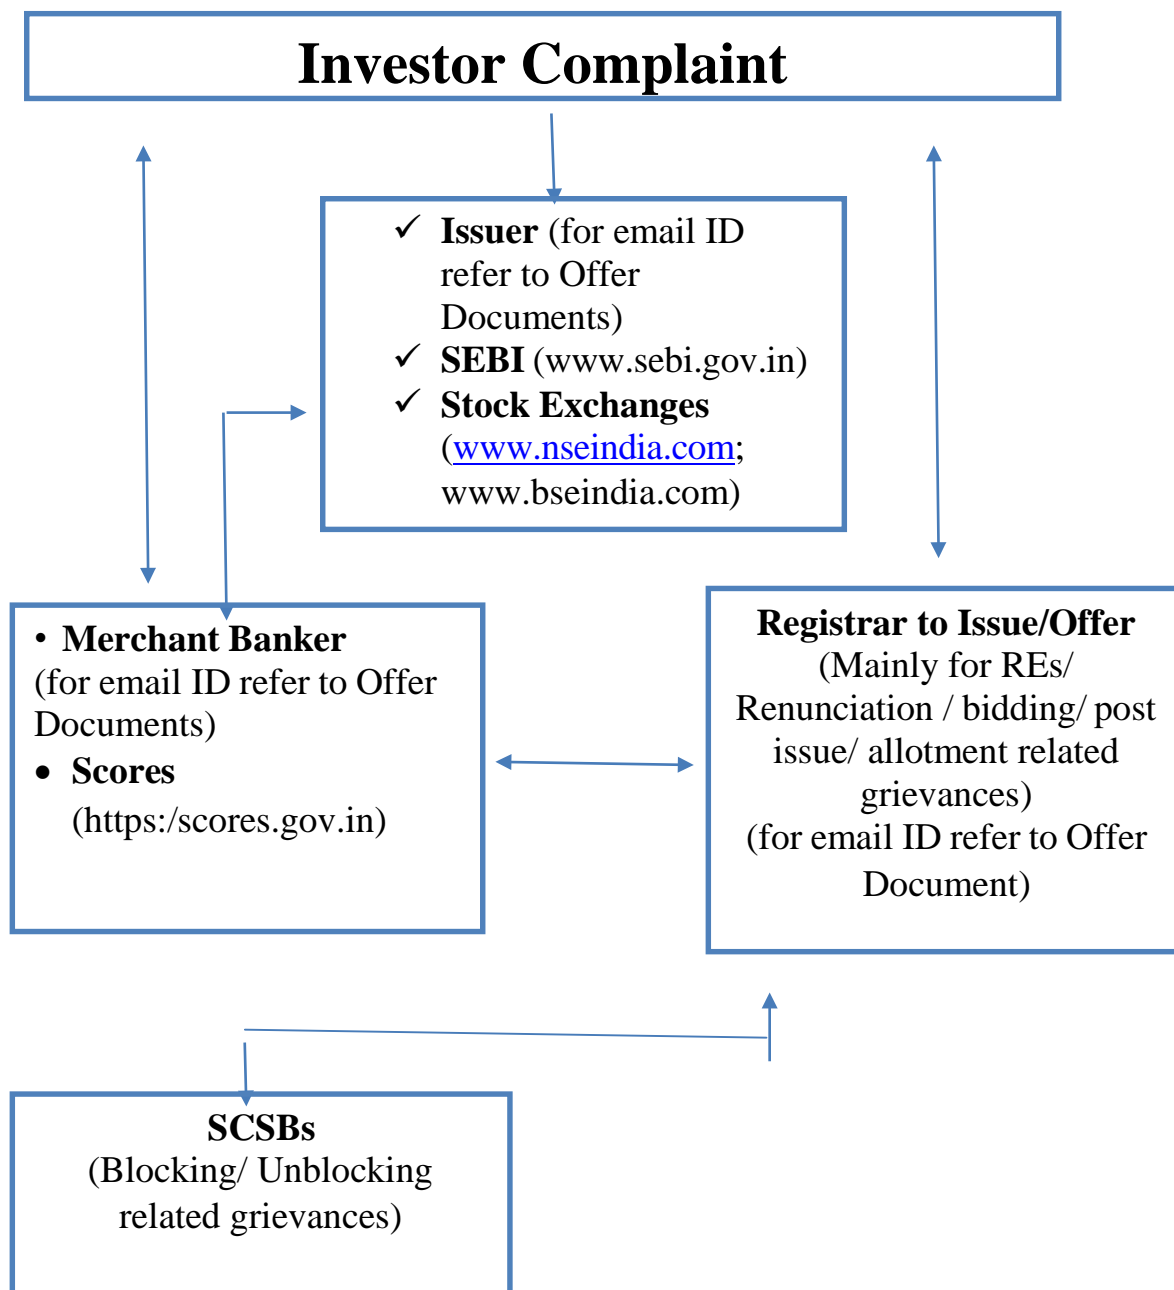 Investor Complaint
✓ Issuer (for email ID
refer to Offer
Documents)
✓ SEBI (www.sebi.gov.in)
✓ Stock Exchanges
(www.nseindia.com;
www.bseindia.com)
• Merchant Banker
(for email ID refer to Offer
Documents)
• Scores
(https:/scores.gov.in)
Registrar to Issue/Offer
(Mainly for REs/
Renunciation / bidding/ post
issue/ allotment related
grievances)
(for email ID refer to Offer
Document)
SCSBs
(Blocking/ Unblocking
related grievances)